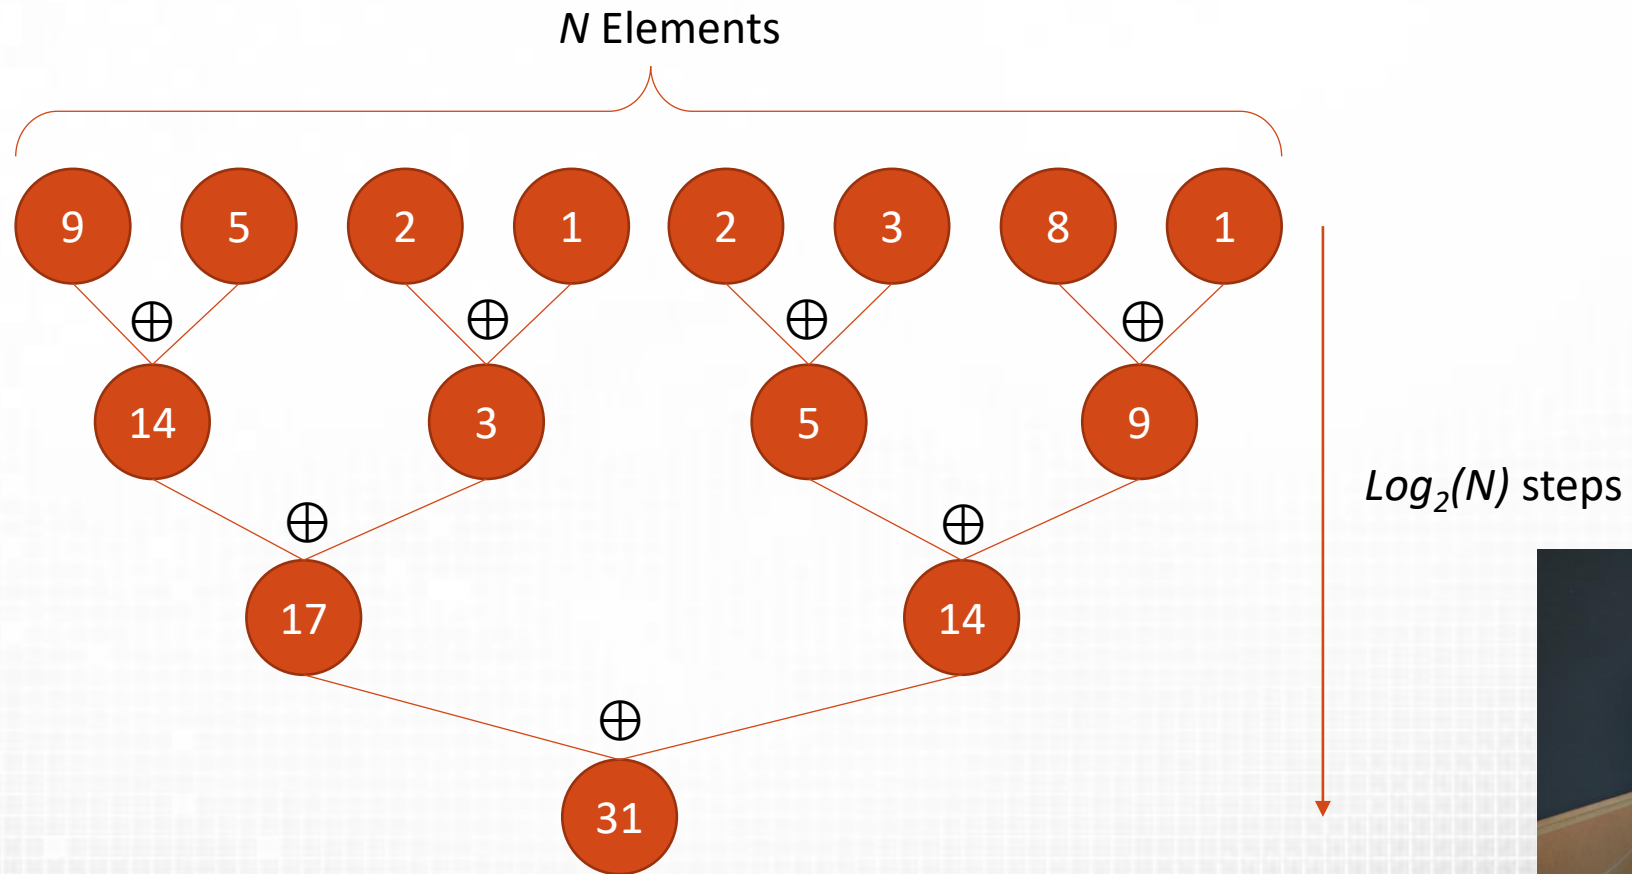 N Elements
9 5 2 1 2 3 8 1
⊕ ⊕ ⊕ ⊕
14 3 5 9
Log₂(N) steps
⊕ ⊕
17 14
⊕
31